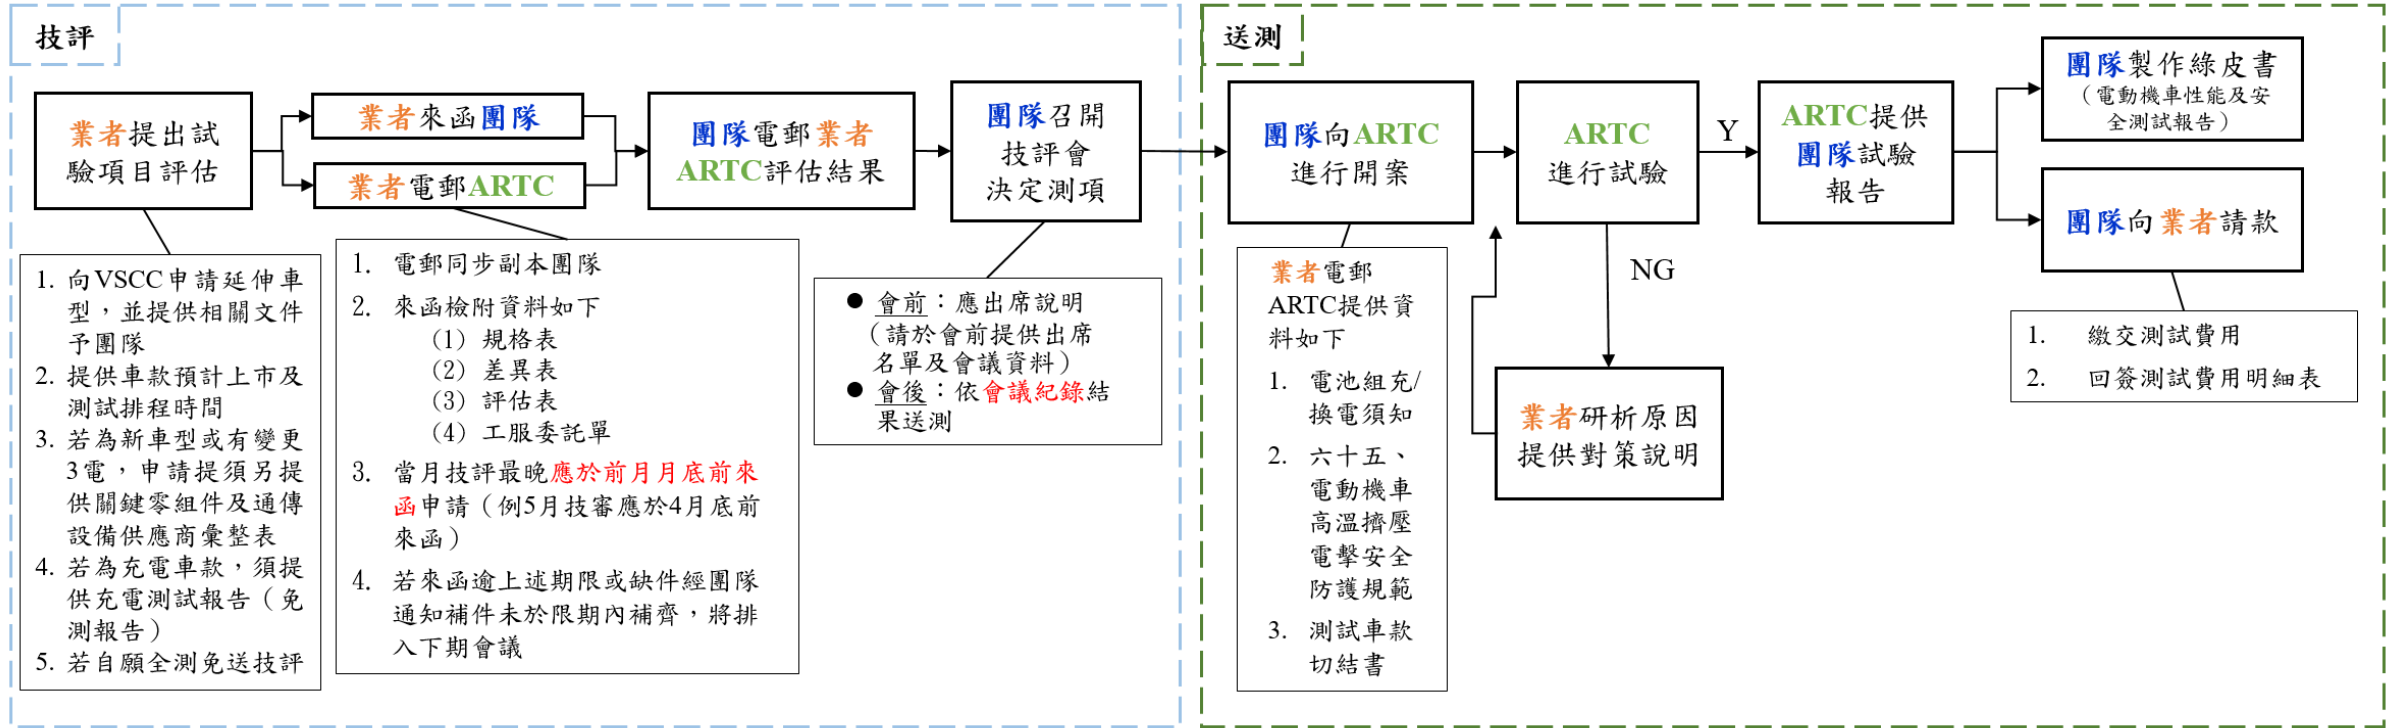 技評
業者提出試
驗項目評估
業者來函團隊
業者電郵ARTC
團隊電郵業者
ARTC評估結果
團隊召開
技評會
決定測項
1. 向VSCC申請延伸車
型，並提供相關文件
予團隊
2. 提供車款預計上市及
測試排程時間
3. 若為新車型或有變更
3電，申請提須另提
供關鍵零組件及通傳
設備供應商彙整表
4. 若為充電車款，須提
供充電測試報告（免
測報告）
5. 若自願全測免送技評
1. 電郵同步副本團隊
2. 來函檢附資料如下
（1）規格表
（2）差異表
（3）評估表
（4）工服委託單
3. 當月技評最晚應於前月月底前來
函申請（例5月技審應於4月底前
來函）
4. 若來函逾上述期限或缺件經團隊
通知補件未於限期內補齊，將排
入下期會議
● 會前：應出席說明
（請於會前提供出席
名單及會議資料）
● 會後：依會議紀錄結
果送測
送測
團隊向ARTC
進行開案
ARTC
進行試驗
Y
NG
ARTC提供
團隊試驗
報告
團隊製作綠皮書
（電動機車性能及安
全測試報告）
團隊向業者請款
業者電郵
ARTC提供資
料如下
1. 電池組充/
換電須知
2. 六十五、
電動機車
高溫擠壓
電擊安全
防護規範
3. 測試車款
切結書
業者研析原因
提供對策說明
1. 繳交測試費用
2. 回簽測試費用明細表